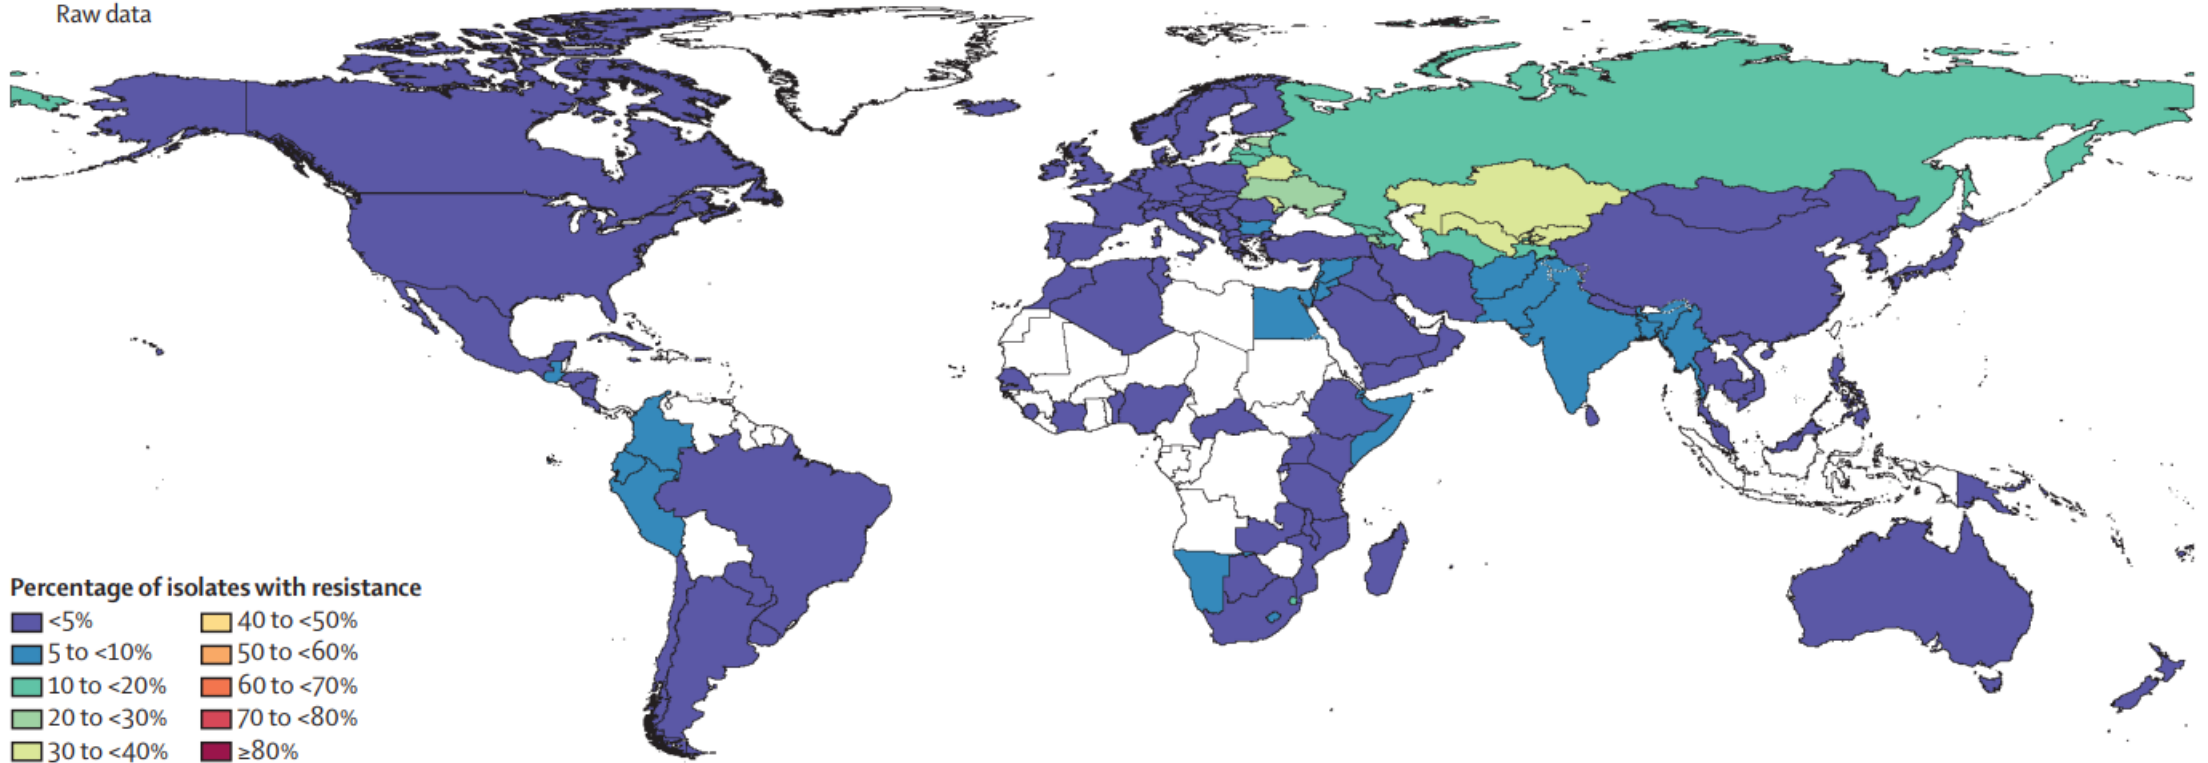 Raw data
Percentage of isolates with resistance
<5%
5 to <10%
10 to <20%
20 to <30%
30 to <40%
40 to <50%
50 to <60%
60 to <70%
70 to <80%
≥80%